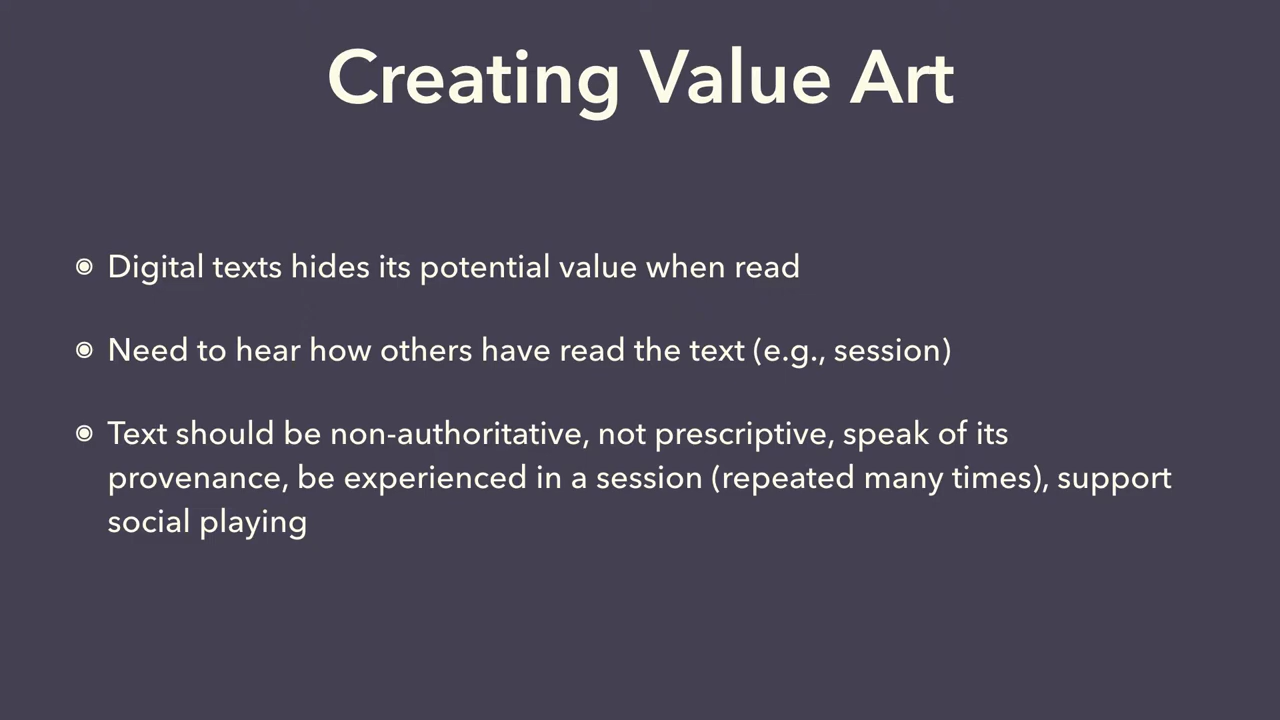 Creating Value Art
◉ Digital texts hides its potential value when read
◉ Need to hear how others have read the text (e.g., session)
◉ Text should be non-authoritative, not prescriptive, speak of its
provenance, be experienced in a session (repeated many times), support
social playing